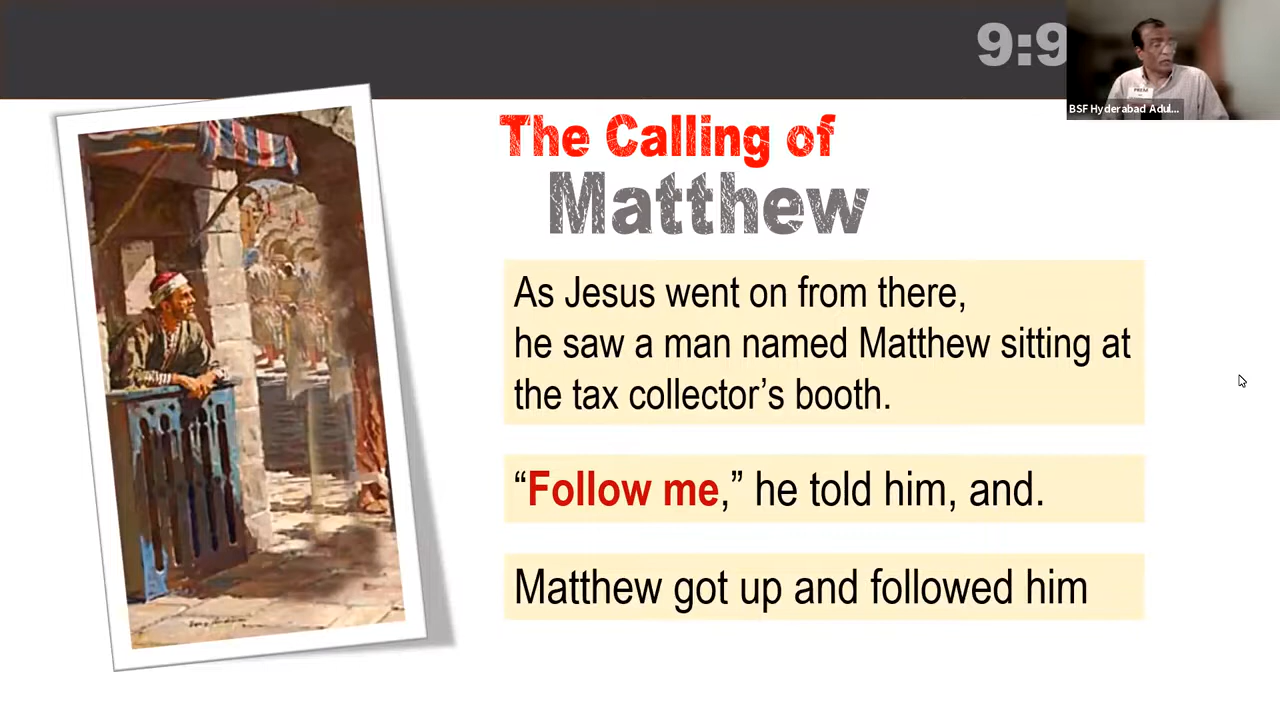 9:9
PREM
BSF Hyderabad Adul...
The Calling of
Matthew
As Jesus went on from there,
he saw a man named Matthew sitting at
the tax collector’s booth.
“Follow me,” he told him, and.
Matthew got up and followed him